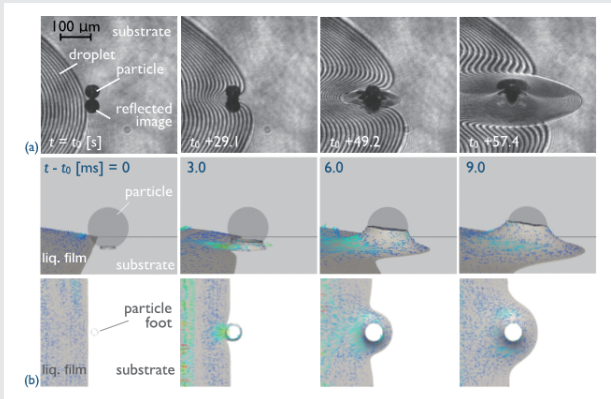 100 µm
substrate
droplet
particle
reflected
image
t = t₀ [s]
t₀ +29.1
t₀ +49.2
t₀ +57.4
(a)
t - t₀ [ms] = 0
3.0
6.0
9.0
particle
liq. film
substrate
particle
foot
liq. film
substrate
(b)